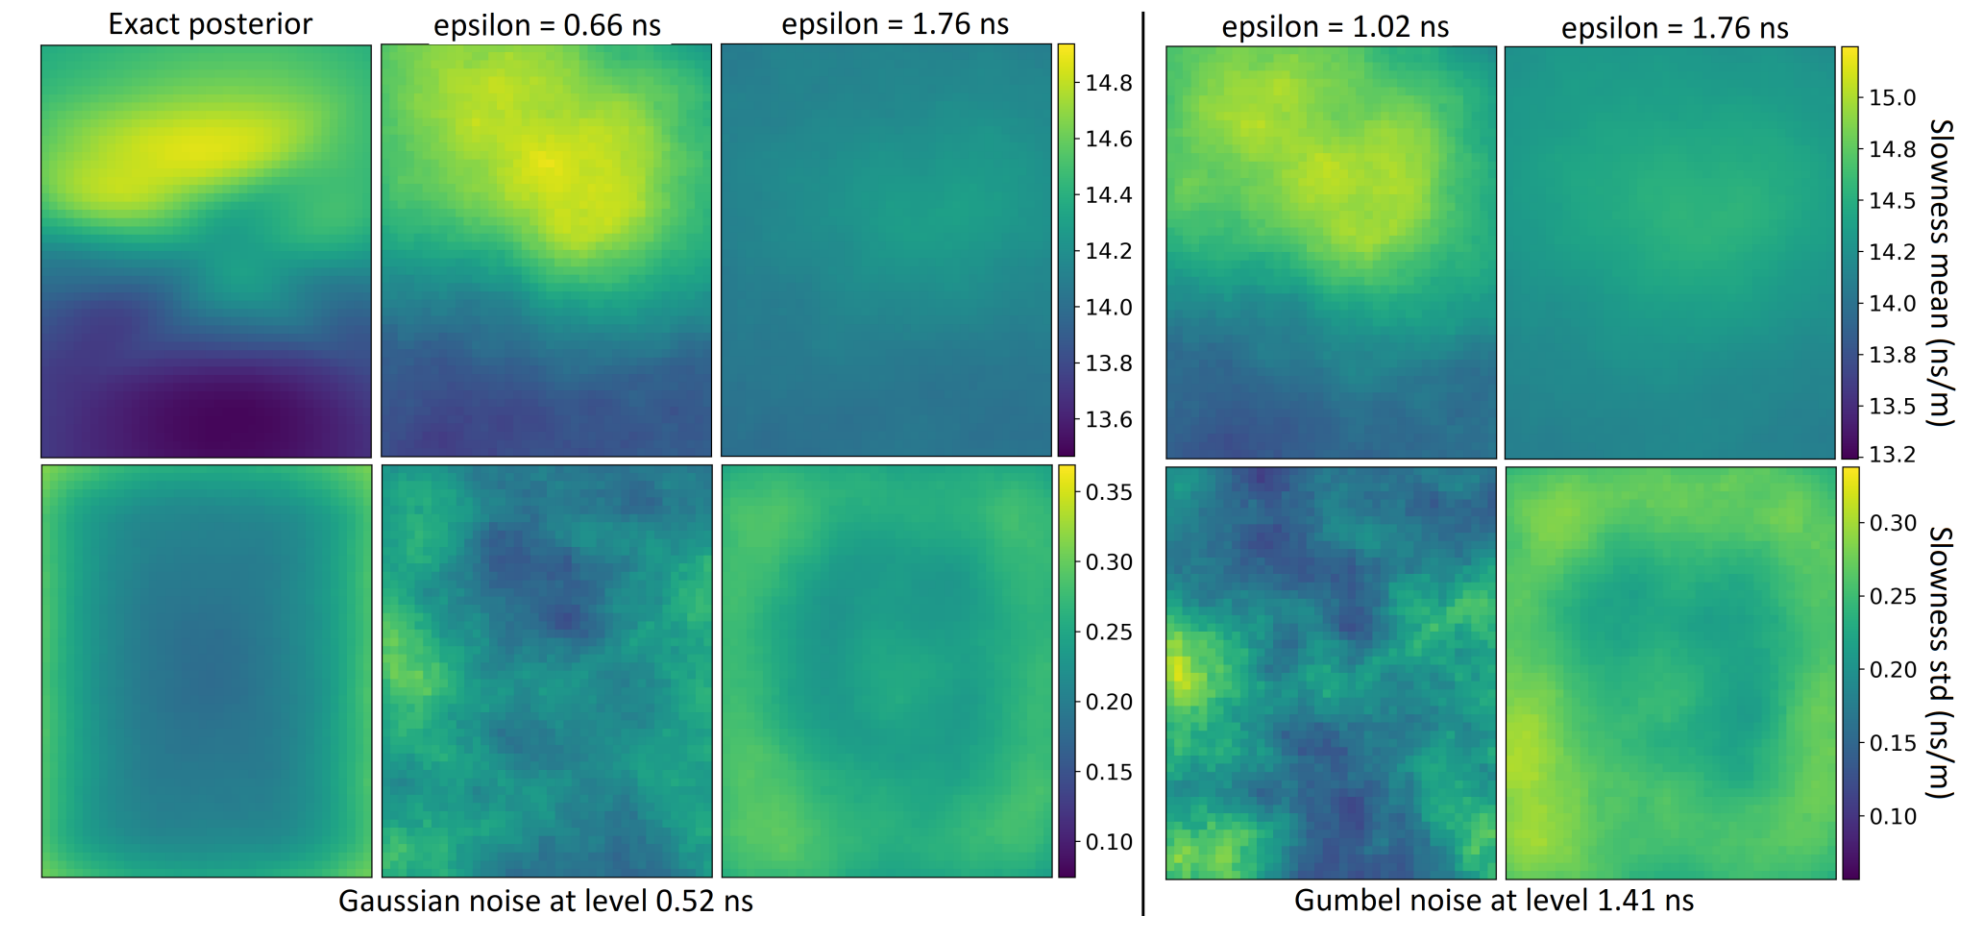 Exact posterior
epsilon = 0.66 ns
epsilon = 1.76 ns
epsilon = 1.02 ns
epsilon = 1.76 ns
14.8
14.6
14.4
14.2
14.0
13.8
13.6
15.0
14.8
14.5
14.2
14.0
13.8
13.5
13.2
Slowness mean (ns/m)
0.35
0.30
0.25
0.20
0.15
0.10
0.30
0.25
0.20
0.15
0.10
Slowness std (ns/m)
Gaussian noise at level 0.52 ns
Gumbel noise at level 1.41 ns